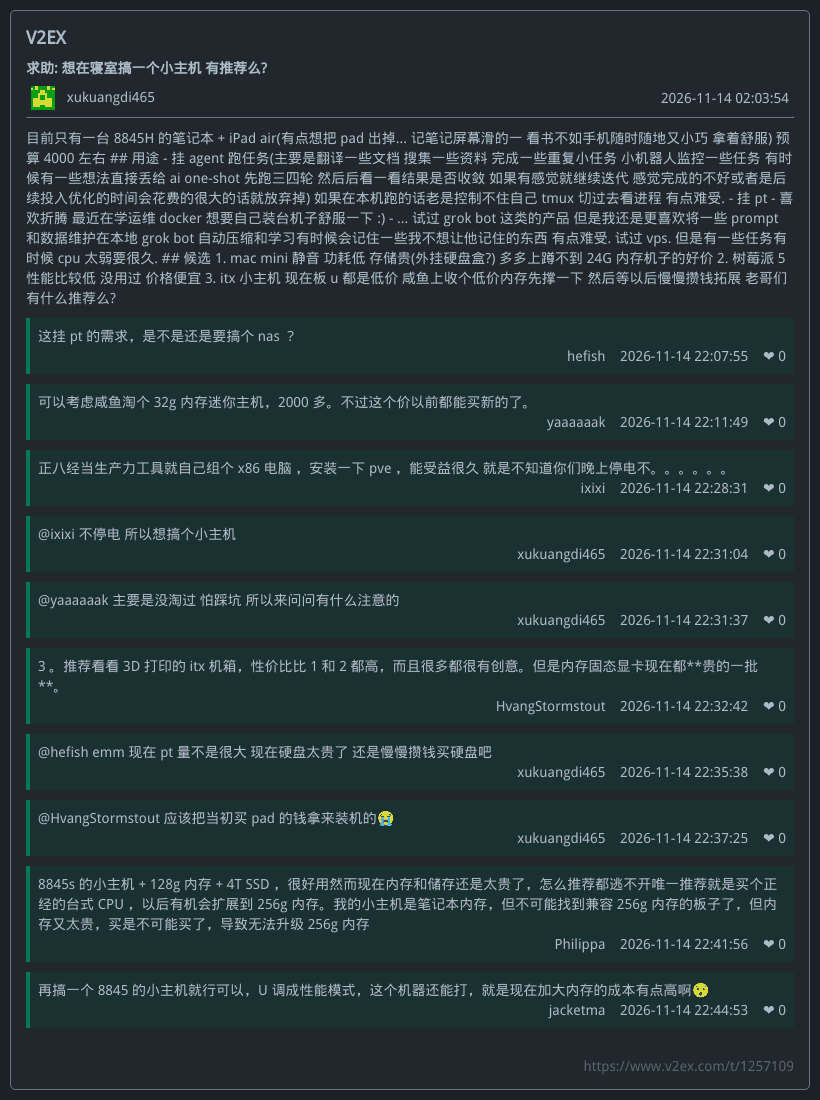 V2EX
求助: 想在寝室搞一个小主机 有推荐么?
xukuangdi465
2026-11-14 02:03:54
目前只有一台 8845H 的笔记本 + iPad air(有点想把 pad 出掉... 记笔记屏幕滑的一 看书不如手机随时随地又小巧 拿着舒服) 预
算 4000 左右 ## 用途 - 挂 agent 跑任务(主要是翻译一些文档 搜集一些资料 完成一些重复小任务 小机器人监控一些任务 有时
候有一些想法直接丢给 ai one-shot 先跑三四轮 然后后看一看结果是否收敛 如果有感觉就继续迭代 感觉完成的不好或者是后
续投入优化的时间会花费的很大的话就放弃掉) 如果在本机跑的话老是控制不住自己 tmux 切过去看进程 有点难受. - 挂 pt - 喜
欢折腾 最近在学运维 docker 想要自己装台机子舒服一下 :) - ... 试过 grok bot 这类的产品 但是我还是更喜欢将一些 prompt
和数据维护在本地 grok bot 自动压缩和学习有时候会记住一些我不想让他记住的东西 有点难受. 试过 vps. 但是有一些任务有
时候 cpu 太弱要很久. ## 候选 1. mac mini 静音 功耗低 存储贵(外挂硬盘盒?) 多多上蹲不到 24G 内存机子的好价 2. 树莓派 5
性能比较低 没用过 价格便宜 3. itx 小主机 现在板 u 都是低价 咸鱼上收个低价内存先撑一下 然后等以后慢慢攒钱拓展 老哥们
有什么推荐么?
这挂 pt 的需求，是不是还是要搞个 nas ？
hefish 2026-11-14 22:07:55 ❤ 0
可以考虑咸鱼淘个 32g 内存迷你主机，2000 多。不过这个价以前都能买新的了。
yaaaaaak 2026-11-14 22:11:49 ❤ 0
正八经当生产力工具就自己组个 x86 电脑 ，安装一下 pve ，能受益很久 就是不知道你们晚上停电不。。。。。。
ixixi 2026-11-14 22:28:31 ❤ 0
@ixixi 不停电 所以想搞个小主机
xukuangdi465 2026-11-14 22:31:04 ❤ 0
@yaaaaaak 主要是没淘过 怕踩坑 所以来问问有什么注意的
xukuangdi465 2026-11-14 22:31:37 ❤ 0
3 。推荐看看 3D 打印的 itx 机箱，性价比比 1 和 2 都高，而且很多都很有创意。但是内存固态显卡现在都**贵的一批
**。
HvangStormstout 2026-11-14 22:32:42 ❤ 0
@hefish emm 现在 pt 量不是很大 现在硬盘太贵了 还是慢慢攒钱买硬盘吧
xukuangdi465 2026-11-14 22:35:38 ❤ 0
@HvangStormstout 应该把当初买 pad 的钱拿来装机的😭
xukuangdi465 2026-11-14 22:37:25 ❤ 0
8845s 的小主机 + 128g 内存 + 4T SSD ，很好用然而现在内存和储存还是太贵了，怎么推荐都逃不开唯一推荐就是买个正
经的台式 CPU ，以后有机会扩展到 256g 内存。我的小主机是笔记本内存，但不可能找到兼容 256g 内存的板子了，但内
存又太贵，买是不可能买了，导致无法升级 256g 内存
Philippa 2026-11-14 22:41:56 ❤ 0
再搞一个 8845 的小主机就行可以，U 调成性能模式，这个机器还能打，就是现在加大内存的成本有点高啊😯
jacketma 2026-11-14 22:44:53 ❤ 0
https://www.v2ex.com/t/1257109